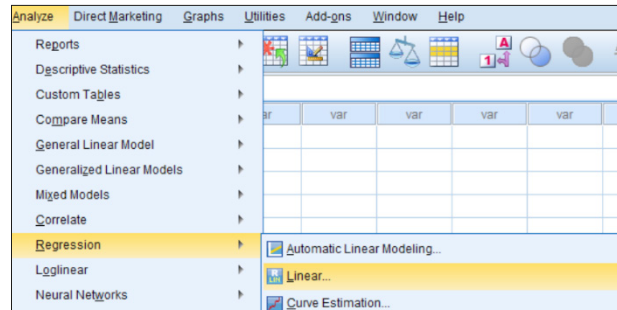 Analyze Direct Marketing Graphs Utilities Add-ons Window Help
Reports
Descriptive Statistics
Custom Tables
Compare Means
General Linear Model
Generalized Linear Models
Mixed Models
Correlate
Regression
Loglinear
Neural Networks
var var var var
Automatic Linear Modeling...
Linear...
Curve Estimation...